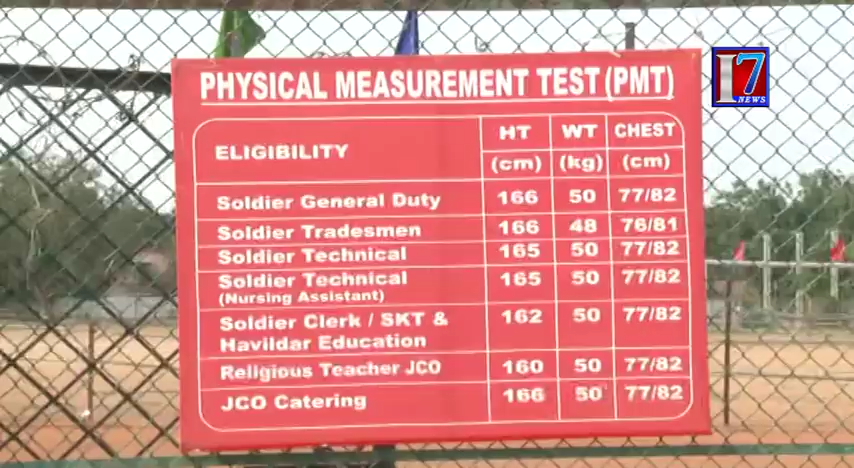 PHYSICAL MEASUREMENT TEST (PMT)
ELIGIBILITY HT WT CHEST
(cm) (kg) (cm)
Soldier General Duty 166 50 77/82
Soldier Tradesmen 166 48 76/81
Soldier Technical 165 50 77/82
Soldier Technical 165 50 77/82
(Nursing Assistant)
Soldier Clerk / SKT & 162 50 77/82
Havildar Education
Religious Teacher JCO 160 50 77/82
JCO Catering 166 50 77/82
I7
NEWS